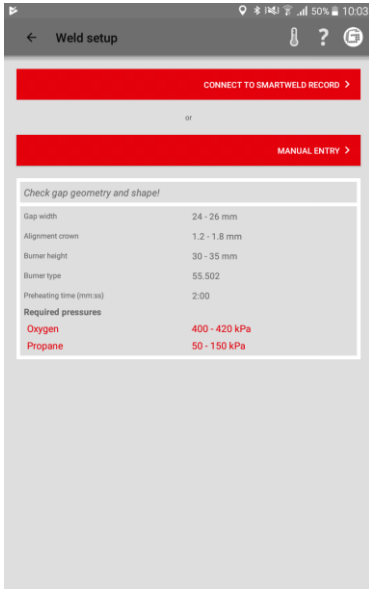 50% 10:03
Weld setup
?
CONNECT TO SMARTWELD RECORD >
or
MANUAL ENTRY >
Check gap geometry and shape!
Gap width 24 - 26 mm
Alignment crown 1.2 - 1.8 mm
Burner height 30 - 35 mm
Burner type 55.502
Preheating time (mm:ss) 2:00
Required pressures
Oxygen 400 - 420 kPa
Propane 50 - 150 kPa